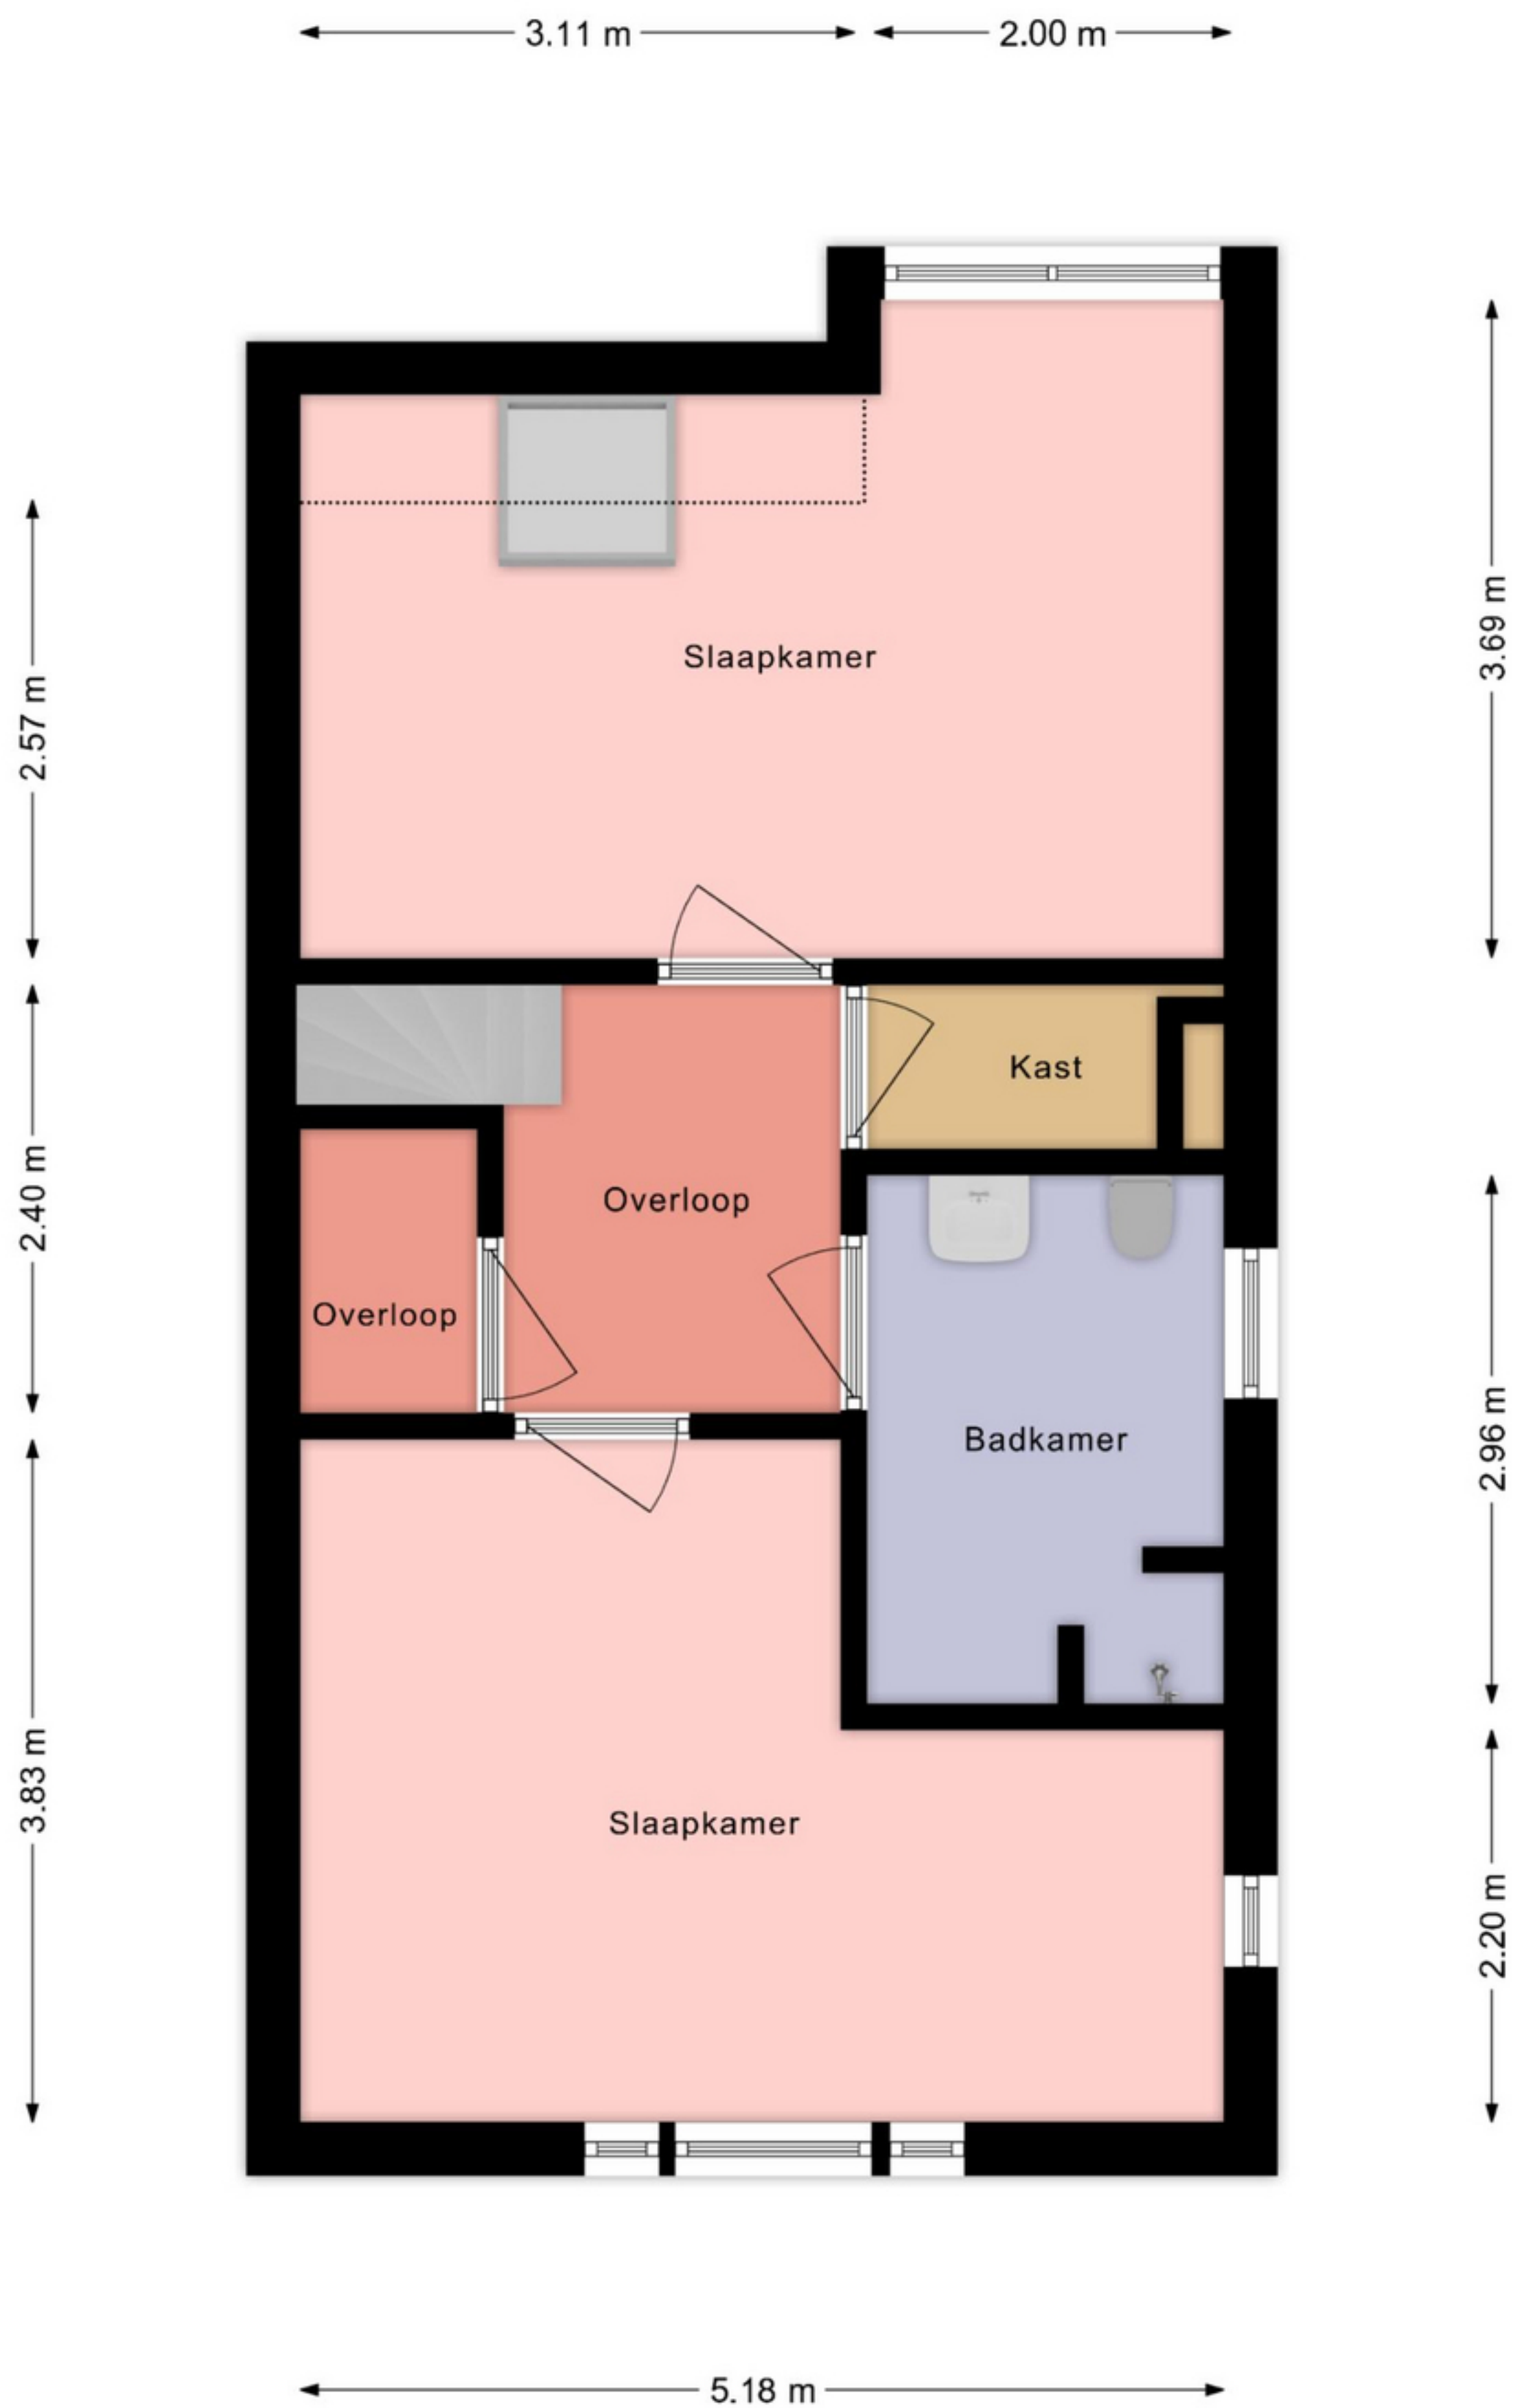 3.11 m
2.00 m
3.69 m
2.57 m
Slaapkamer
Kast
2.40 m
Overloop
Overloop
Badkamer
2.96 m
3.83 m
Slaapkamer
2.20 m
5.18 m